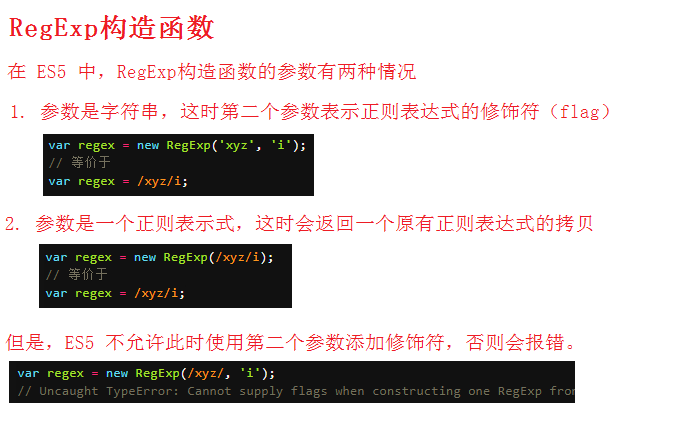 RegExp构造函数
在 ES5 中，RegExp构造函数的参数有两种情况
1. 参数是字符串，这时第二个参数表示正则表达式的修饰符（flag）
var regex = new RegExp('xyz', 'i');
// 等价于
var regex = /xyz/i;
2. 参数是一个正则表示式，这时会返回一个原有正则表达式的拷贝
var regex = new RegExp(/xyz/i);
// 等价于
var regex = /xyz/i;
但是，ES5 不允许此时使用第二个参数添加修饰符，否则会报错。
var regex = new RegExp(/xyz/, 'i');
// Uncaught TypeError: Cannot supply flags when constructing one RegExp from